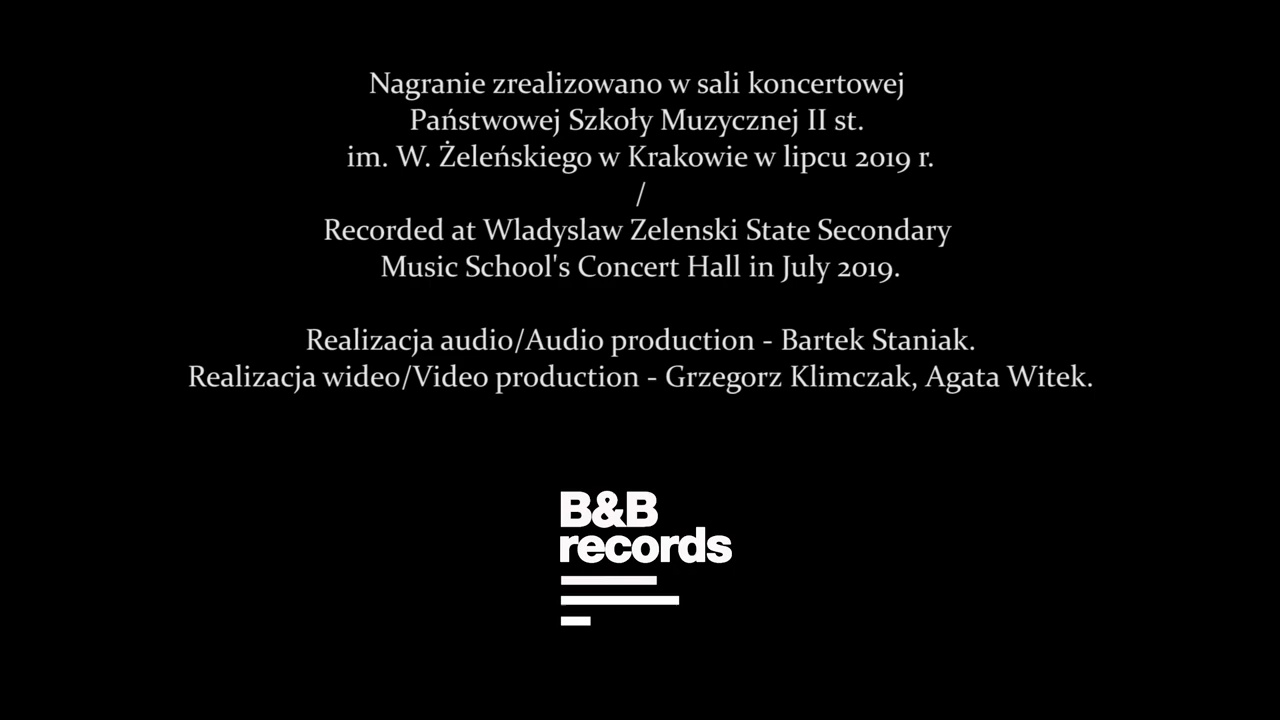 Nagranie zrealizowano w sali koncertowej
Państwowej Szkoły Muzycznej II st.
im. W. Żeleńskiego w Krakowie w lipcu 2019 r.
/
Recorded at Wladyslaw Zelenski State Secondary
Music School's Concert Hall in July 2019.
Realizacja audio/Audio production - Bartek Staniak.
Realizacja wideo/Video production - Grzegorz Klimczak, Agata Witek.
B&B
records